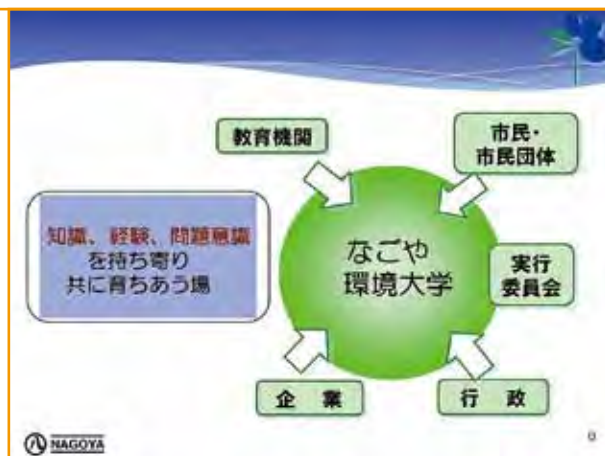 教育機関
市民・
市民団体
知識、経験、問題意識
を持ち寄り
共に育ちあう場
なごや
環境大学
実行
委員会
企 業
行 政
NAGOYA